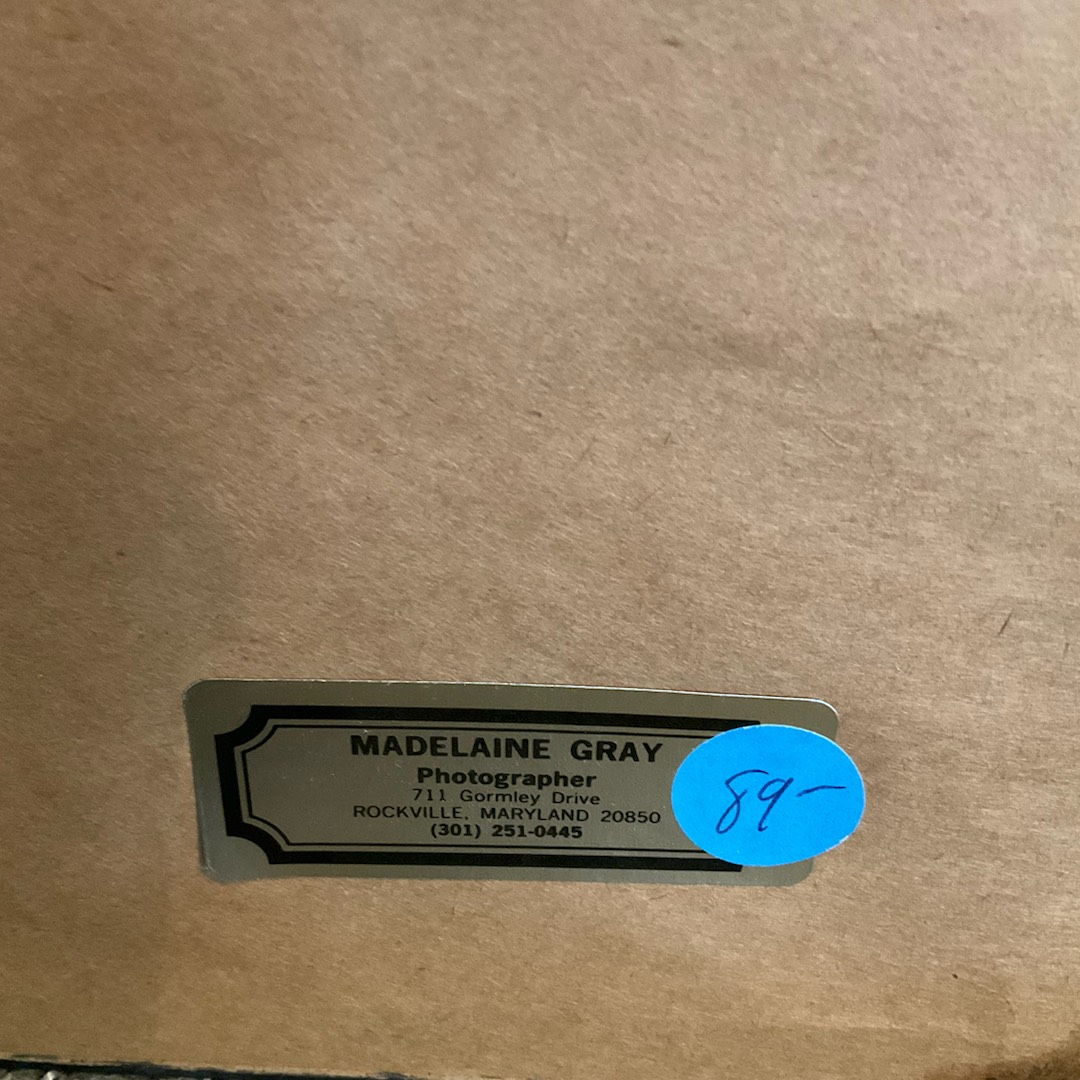 MADELAINE GRAY
Photographer
711 Gormley Drive
ROCKVILLE, MARYLAND 20850
(301) 251-0445
89-